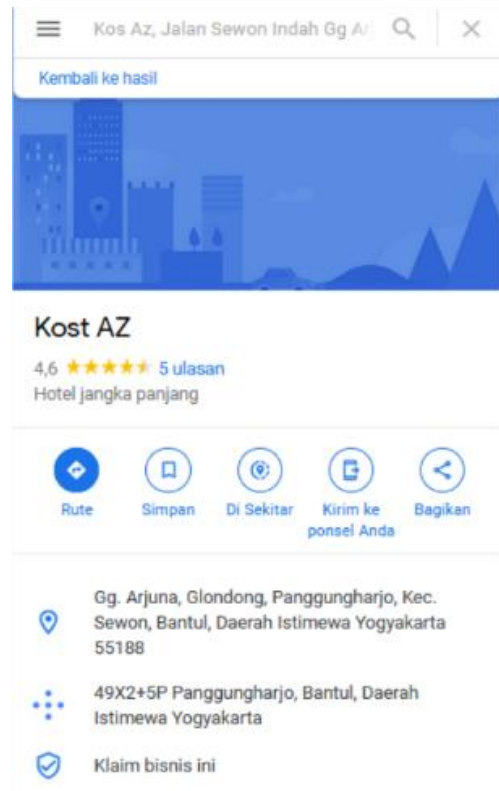 Kos Az, Jalan Sewon Indah Gg Ar
Kembali ke hasil
Kost AZ
4,6 5 ulasan
Hotel jangka panjang
Rute Simpan Di Sekitar Kirim ke ponsel Anda Bagikan
Gg. Arjuna, Glondong, Panggungharjo, Kec.
Sewon, Bantul, Daerah Istimewa Yogyakarta
55188
49X2+5P Panggungharjo, Bantul, Daerah
Istimewa Yogyakarta
Klaim bisnis ini